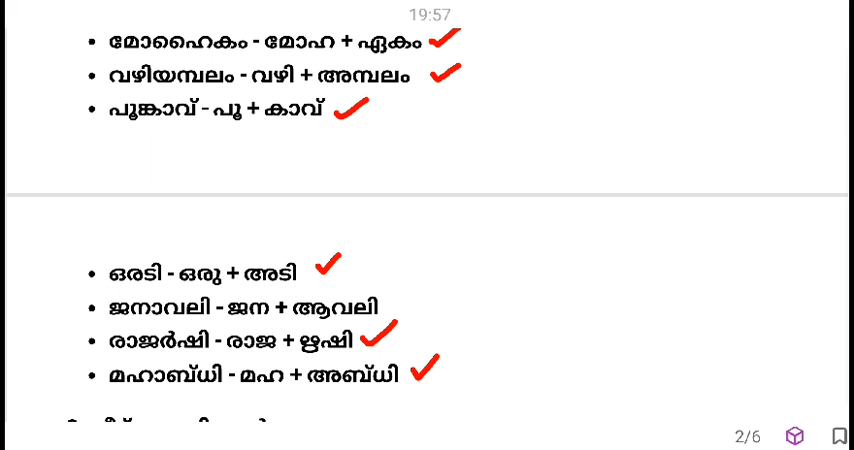 19:57
• മോഹൈകം - മോഹ + ഏകം
• വഴിയമ്പലം - വഴി + അമ്പലം
• പൂങ്കാവ് - പൂ + കാവ്
• ഒരടി - ഒരു + അടി
• ജനാവലി - ജന + ആവലി
• രാജർഷി - രാജ + ഋഷി
• മഹാബ്ധി - മഹ + അബ്ധി
2/6